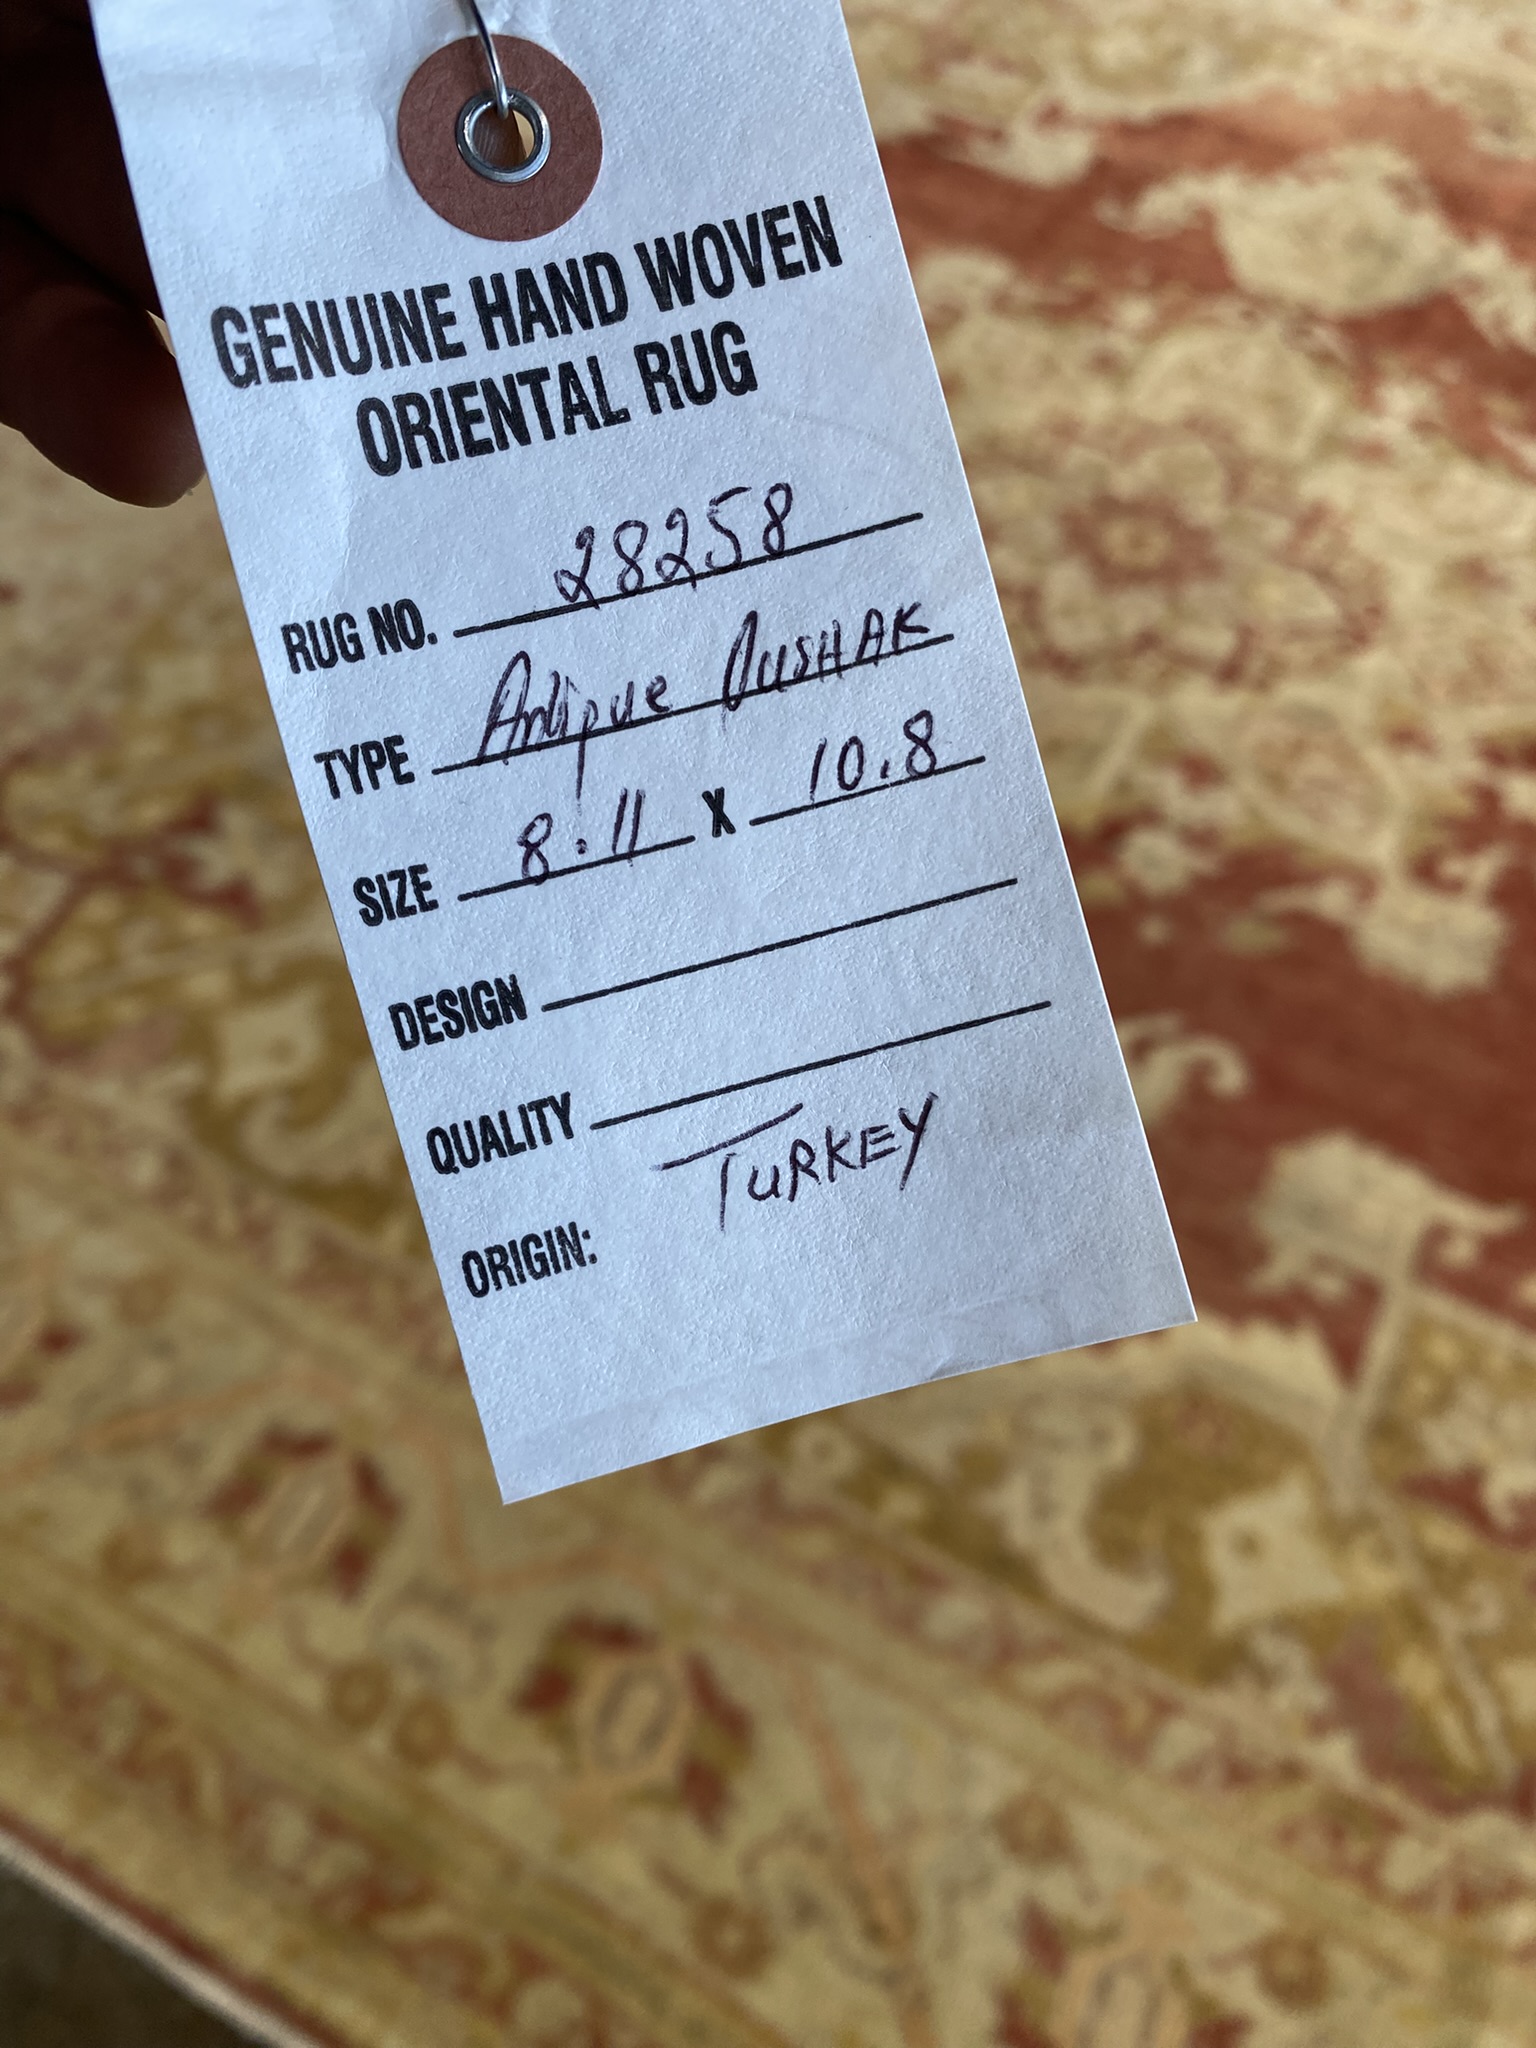 GENUINE HAND WOVEN
ORIENTAL RUG
RUG NO. 28258
TYPE Antique OUSHAK
SIZE 8.11 X 10.8
DESIGN
QUALITY
ORIGIN: TURKEY